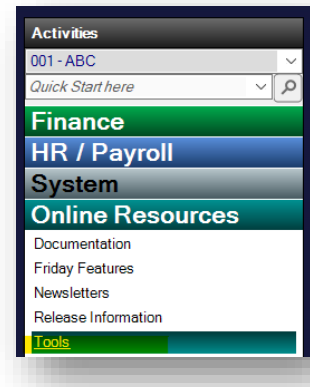 Activities
001 - ABC
Quick Start here
Finance
HR / Payroll
System
Online Resources
Documentation
Friday Features
Newsletters
Release Information
Tools